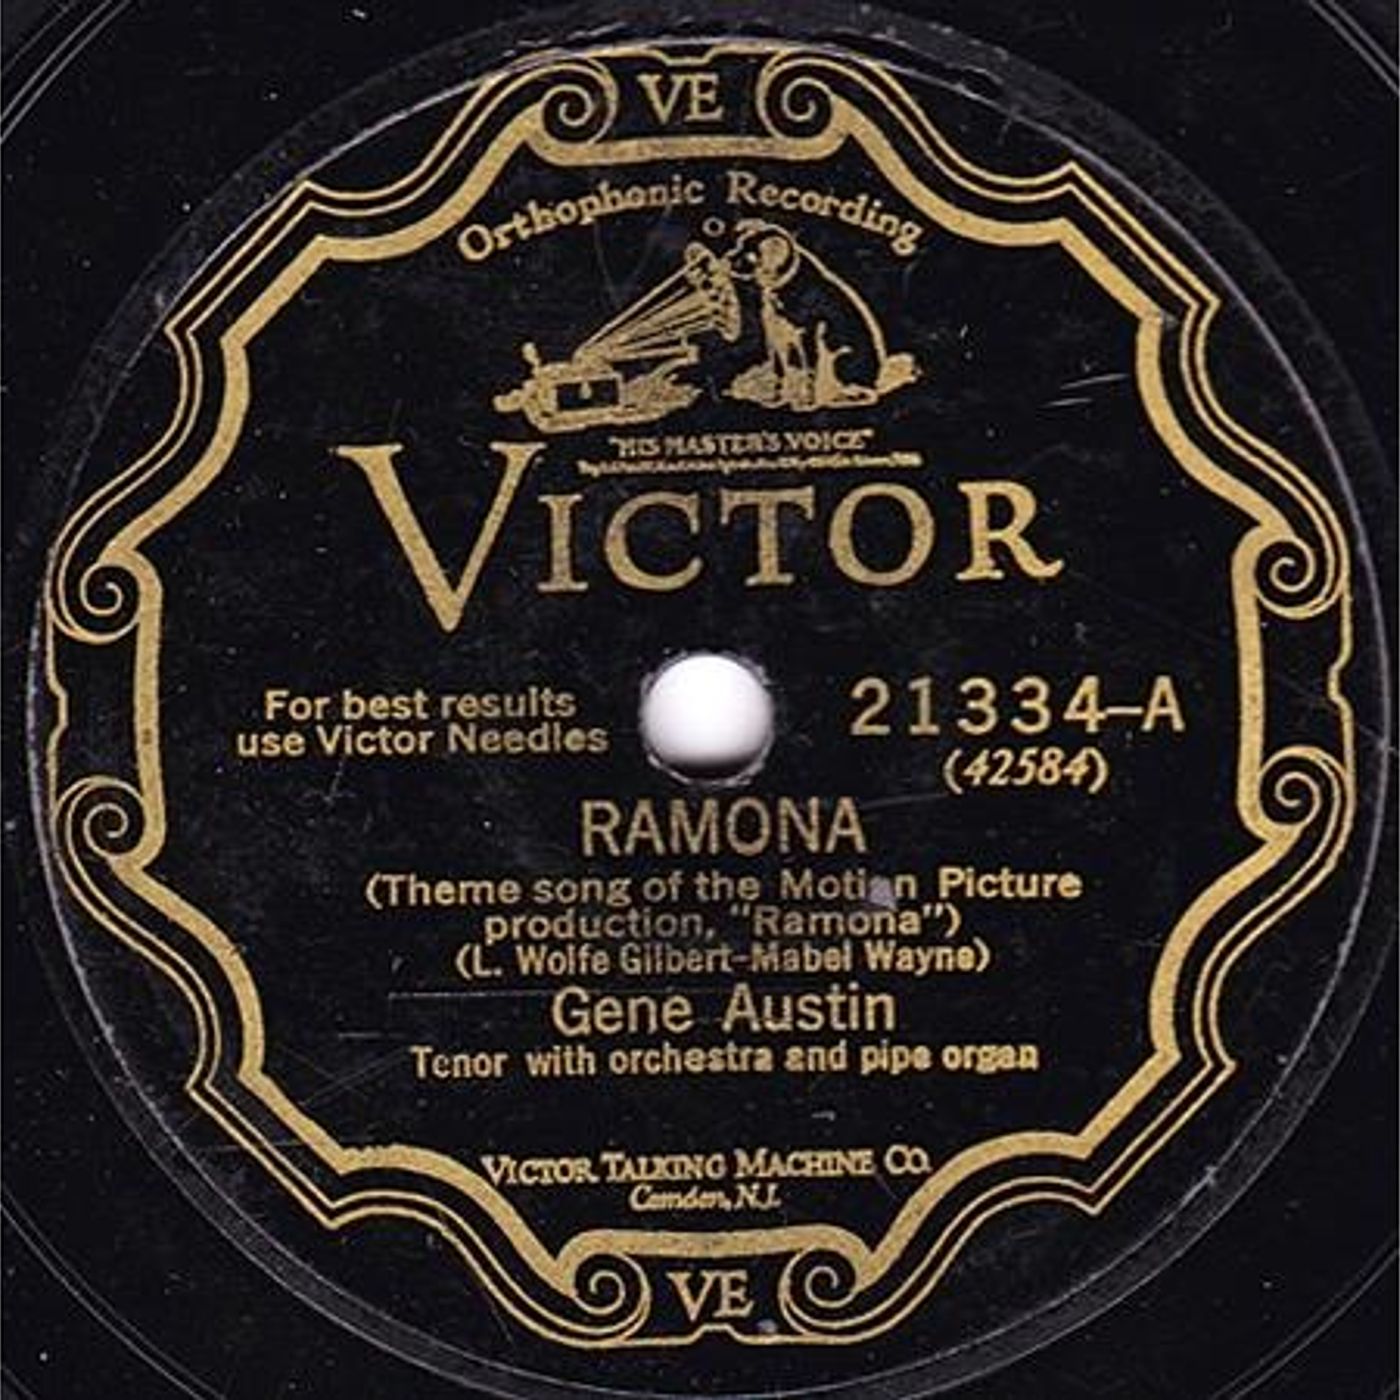 VE
Orthophonic Recording
"HIS MASTER'S VOICE"
VICTOR
For best results
use Victor Needles
21334-A
(42584)
RAMONA
(Theme song of the Motion Picture
production, "Ramona")
(L. Wolfe Gilbert-Mabel Wayne)
Gene Austin
Tenor with orchestra and pipe organ
VICTOR TALKING MACHINE CO.
Camden, N.J.
VE